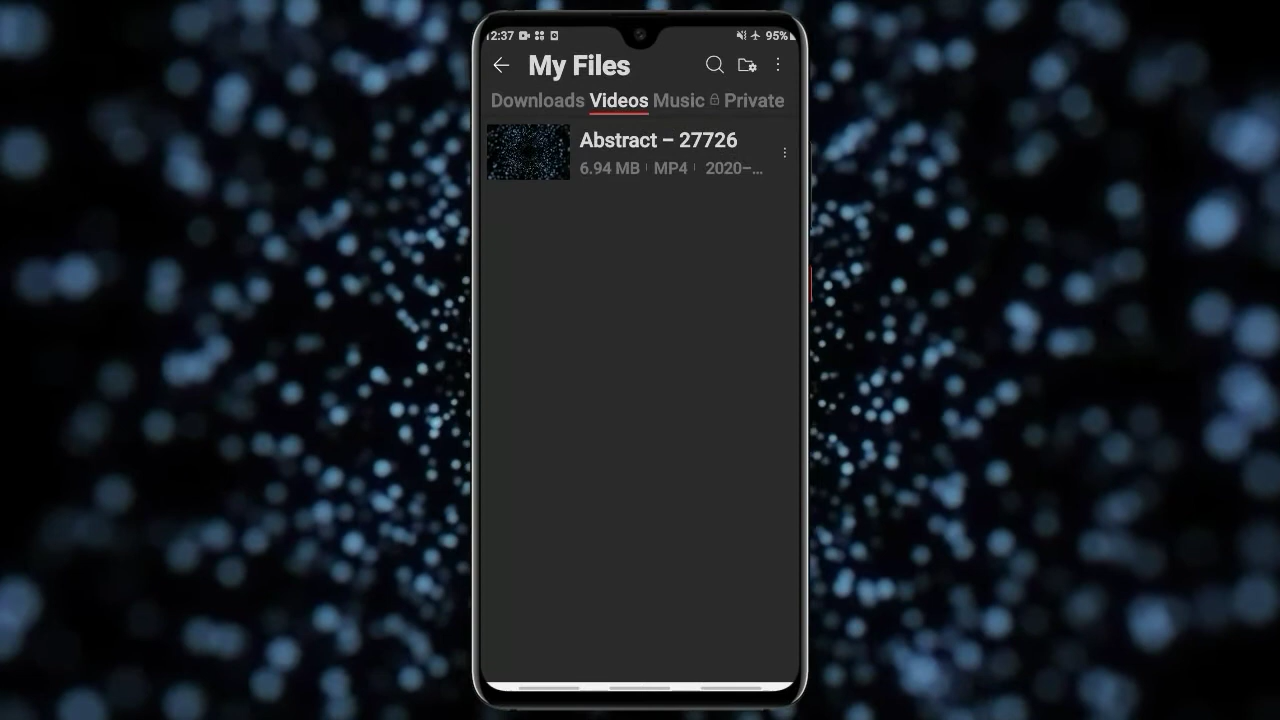 12:37 95%
My Files
Downloads Videos Music Private
Abstract – 27726
6.94 MB MP4 2020–...